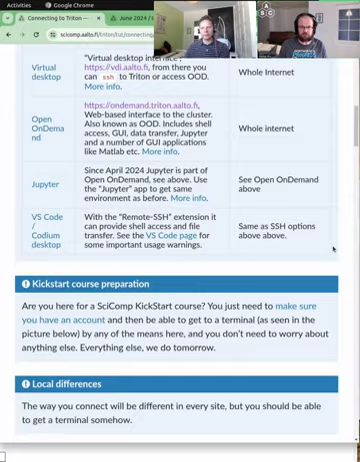 Activities
Google Chrome
Connecting to Triton —
June 2024 /
scicomp.aalto.fi/triton/tut/connecting
A
B C
Virtual desktop
"Virtual desktop interface",
https://vdi.aalto.fi, from there you
can ssh to Triton or access OOD.
More info.
Whole Internet
Open
OnDema
nd
https://ondemand.triton.aalto.fi,
Web-based interface to the cluster.
Also known as OOD. Includes shell
access, GUI, data transfer, Jupyter
and a number of GUI applications
like Matlab etc. More info.
Whole internet
Jupyter
Since April 2024 Jupyter is part of
Open OnDemand, see above. Use
the "Jupyter" app to get same
environment as before. More info.
See Open OnDemand
above
VS Code
/
Codium
desktop
With the "Remote-SSH" extension it
can provide shell access and file
transfer. See the VS Code page for
some important usage warnings.
Same as SSH options
above above.
Kickstart course preparation
Are you here for a SciComp KickStart course? You just need to make sure
you have an account and then be able to get to a terminal (as seen in the
picture below) by any of the means here, and you don't need to worry about
anything else. Everything else, we do tomorrow.
Local differences
The way you connect will be different in every site, but you should be able
to get a terminal somehow.